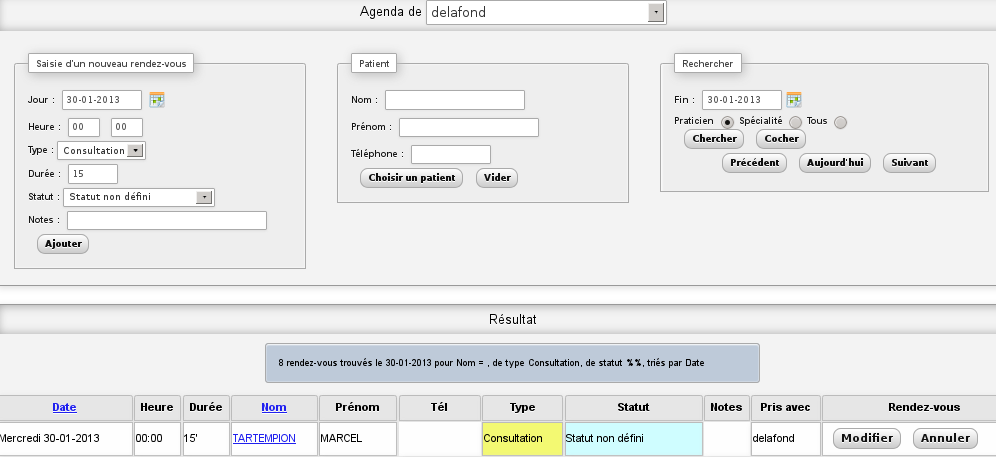 Agenda de delafond
Saisie d'un nouveau rendez-vous
Jour : 30-01-2013
Heure : 00 00
Type : Consultation
Durée : 15
Statut : Statut non défini
Notes :
Ajouter
Patient
Nom :
Prénom :
Téléphone :
Choisir un patient Vider
Rechercher
Fin : 30-01-2013
Praticien Spécialité Tous
Chercher Cocher
Précédent Aujourd'hui Suivant
Résultat
8 rendez-vous trouvés le 30-01-2013 pour Nom = , de type Consultation, de statut %%, triés par Date
Date Heure Durée Nom Prénom Tél Type Statut Notes Pris avec Rendez-vous
Mercredi 30-01-2013 00:00 15' TARTEMPION MARCEL Consultation Statut non défini delafond Modifier Annuler